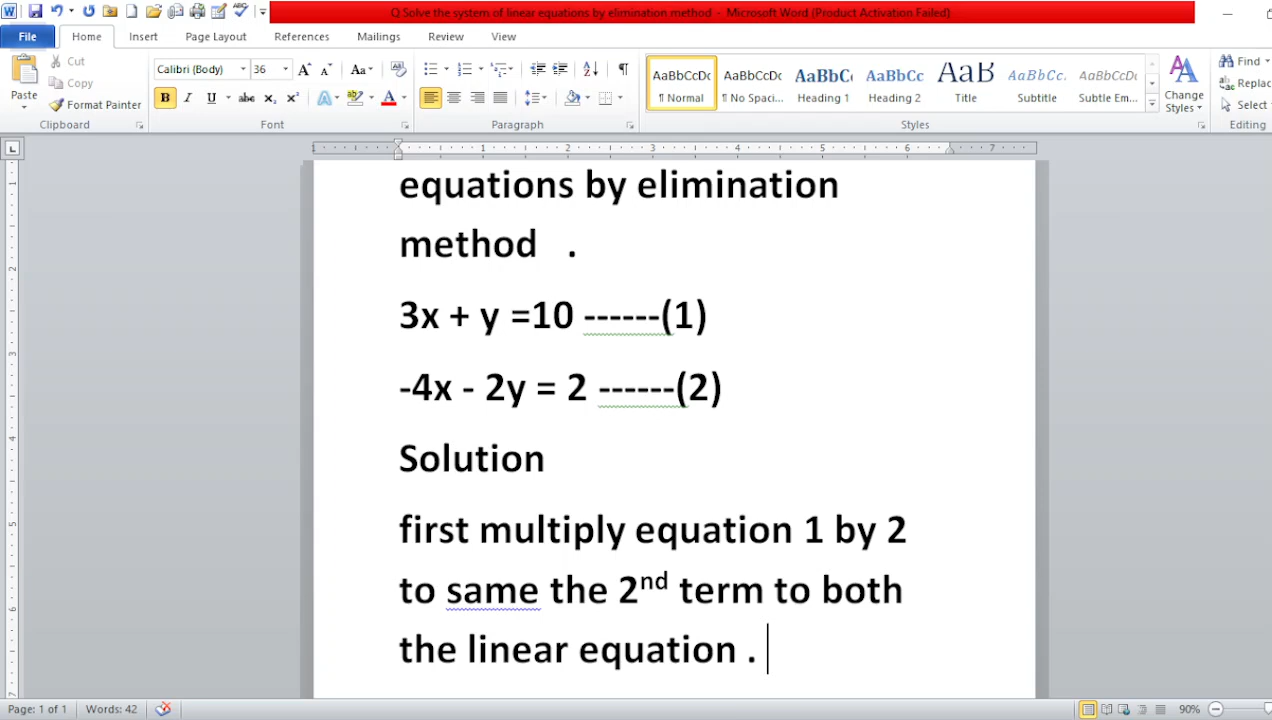 Q Solve the system of linear equations by elimination method - Microsoft Word (Product Activation Failed)
File Home Insert Page Layout References Mailings Review View
Cut
Copy
Format Painter
Paste
Clipboard
Calibri (Body) 36
Font
Paragraph
AaBbCcDc AaBbCcDc AaBbCc AaBbCc AaB AaBbCc. AaBbCcDc
¶ Normal ¶ No Spaci... Heading 1 Heading 2 Title Subtitle Subtle Em...
Change
Styles
Styles
Find
Replac
Select
Editing
equations by elimination
method .
3x + y =10 ------(1)
-4x - 2y = 2 ------(2)
Solution
first multiply equation 1 by 2
to same the 2nd term to both
the linear equation .
Page: 1 of 1 Words: 42 90%